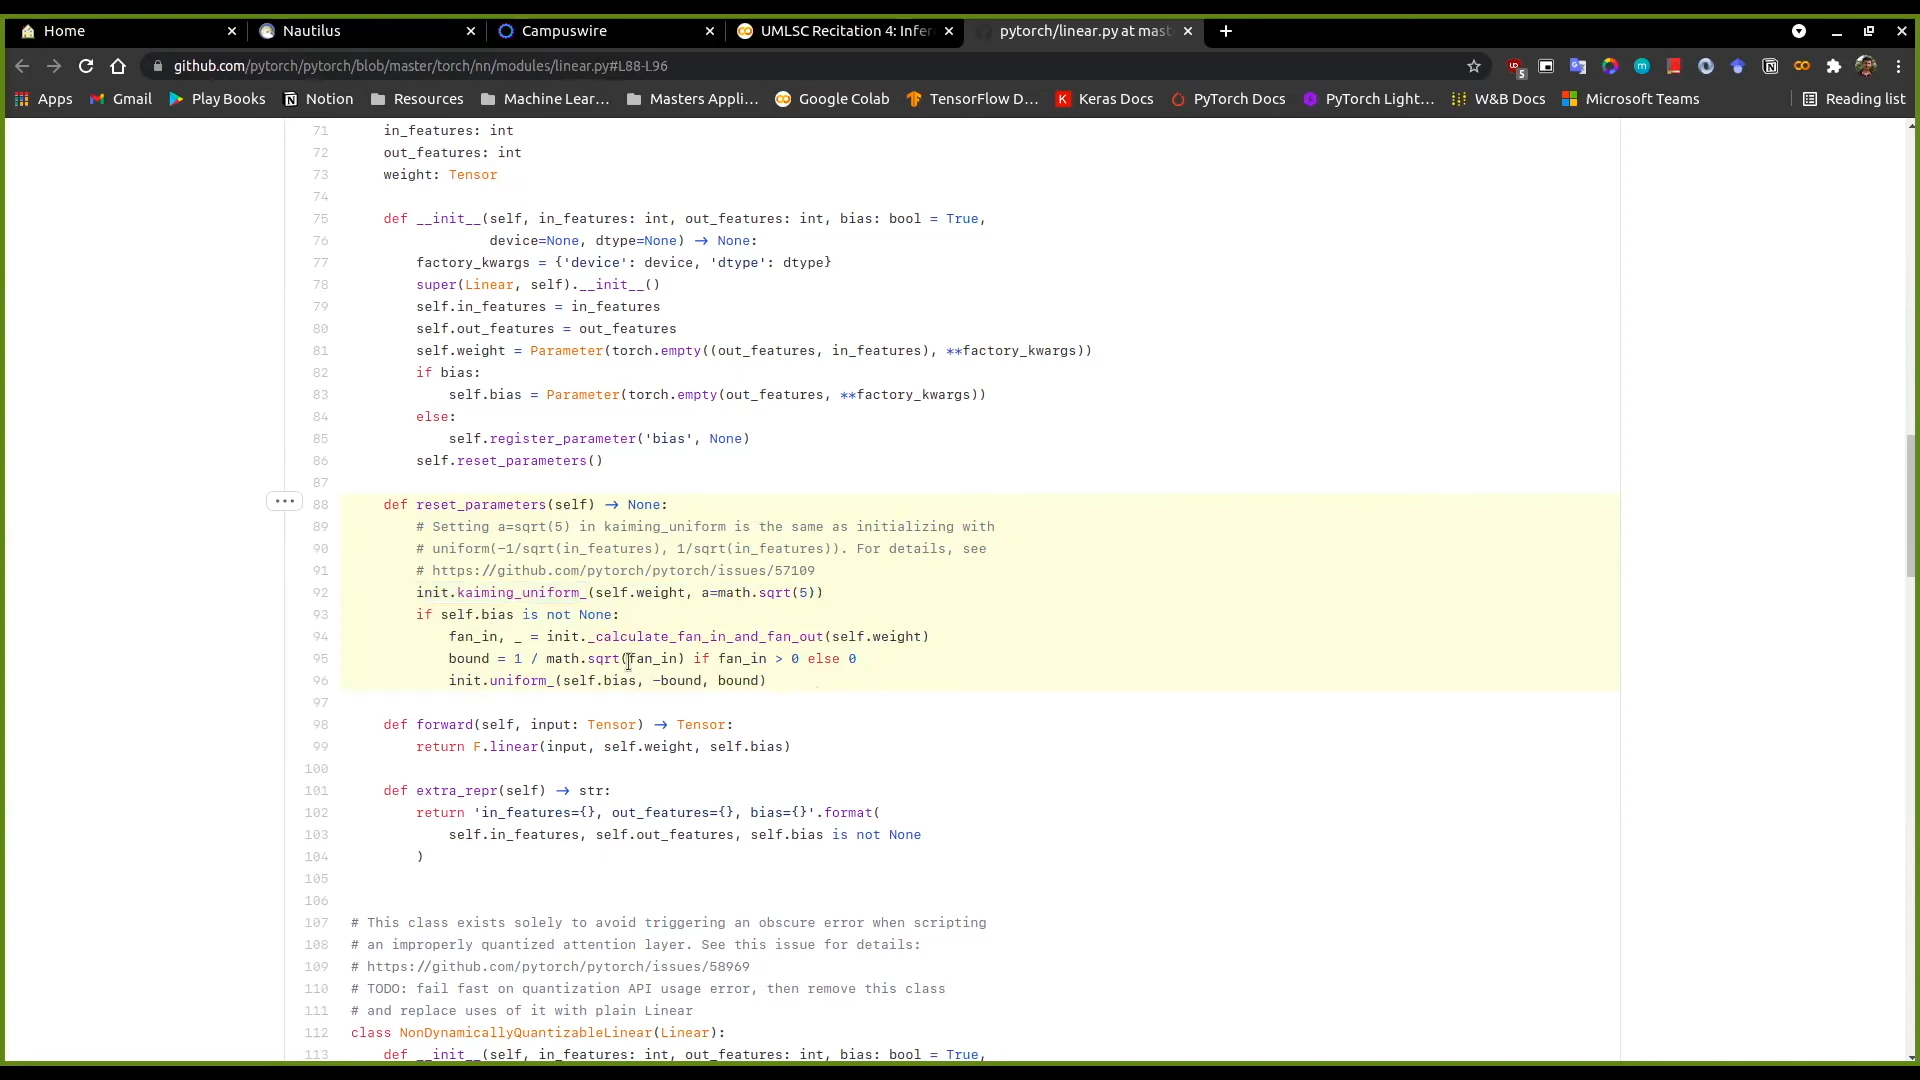 Home
Nautilus
Campuswire
UMLSC Recitation 4: Infer
pytorch/linear.py at mast
github.com/pytorch/pytorch/blob/master/torch/nn/modules/linear.py#L88-L96
5
Apps
Gmail
Play Books
Notion
Resources
Machine Lear…
Masters Appli…
Google Colab
TensorFlow D…
Keras Docs
PyTorch Docs
PyTorch Light…
W&B Docs
Microsoft Teams
Reading list
71 in_features: int
72 out_features: int
73 weight: Tensor
74
75 def __init__(self, in_features: int, out_features: int, bias: bool = True,
76 device=None, dtype=None) → None:
77 factory_kwargs = {'device': device, 'dtype': dtype}
78 super(Linear, self).__init__()
79 self.in_features = in_features
80 self.out_features = out_features
81 self.weight = Parameter(torch.empty((out_features, in_features), **factory_kwargs))
82 if bias:
83 self.bias = Parameter(torch.empty(out_features, **factory_kwargs))
84 else:
85 self.register_parameter('bias', None)
86 self.reset_parameters()
87
88 def reset_parameters(self) → None:
89 # Setting a=sqrt(5) in kaiming_uniform is the same as initializing with
90 # uniform(-1/sqrt(in_features), 1/sqrt(in_features)). For details, see
91 # https://github.com/pytorch/pytorch/issues/57109
92 init.kaiming_uniform_(self.weight, a=math.sqrt(5))
93 if self.bias is not None:
94 fan_in, _ = init._calculate_fan_in_and_fan_out(self.weight)
95 bound = 1 / math.sqrt(fan_in) if fan_in > 0 else 0
96 init.uniform_(self.bias, -bound, bound)
97
98 def forward(self, input: Tensor) → Tensor:
99 return F.linear(input, self.weight, self.bias)
100
101 def extra_repr(self) → str:
102 return 'in_features={}, out_features={}, bias={}'.format(
103 self.in_features, self.out_features, self.bias is not None
104 )
105
106
107 # This class exists solely to avoid triggering an obscure error when scripting
108 # an improperly quantized attention layer. See this issue for details:
109 # https://github.com/pytorch/pytorch/issues/58969
110 # TODO: fail fast on quantization API usage error, then remove this class
111 # and replace uses of it with plain Linear
112 class NonDynamicallyQuantizableLinear(Linear):
113 def __init__(self, in_features: int, out_features: int, bias: bool = True,